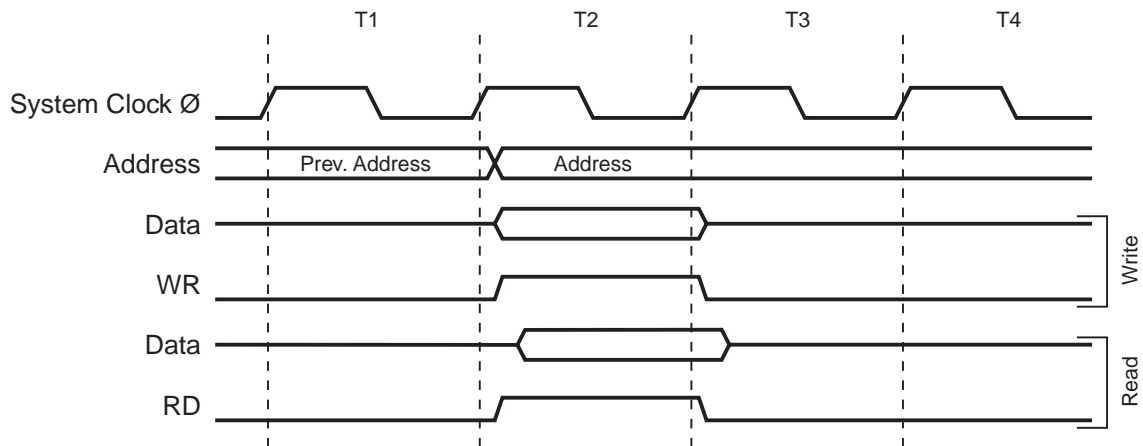 T1 T2 T3 T4
System Clock Ø
Address Prev. Address Address
Data
WR
Write
Data
RD
Read